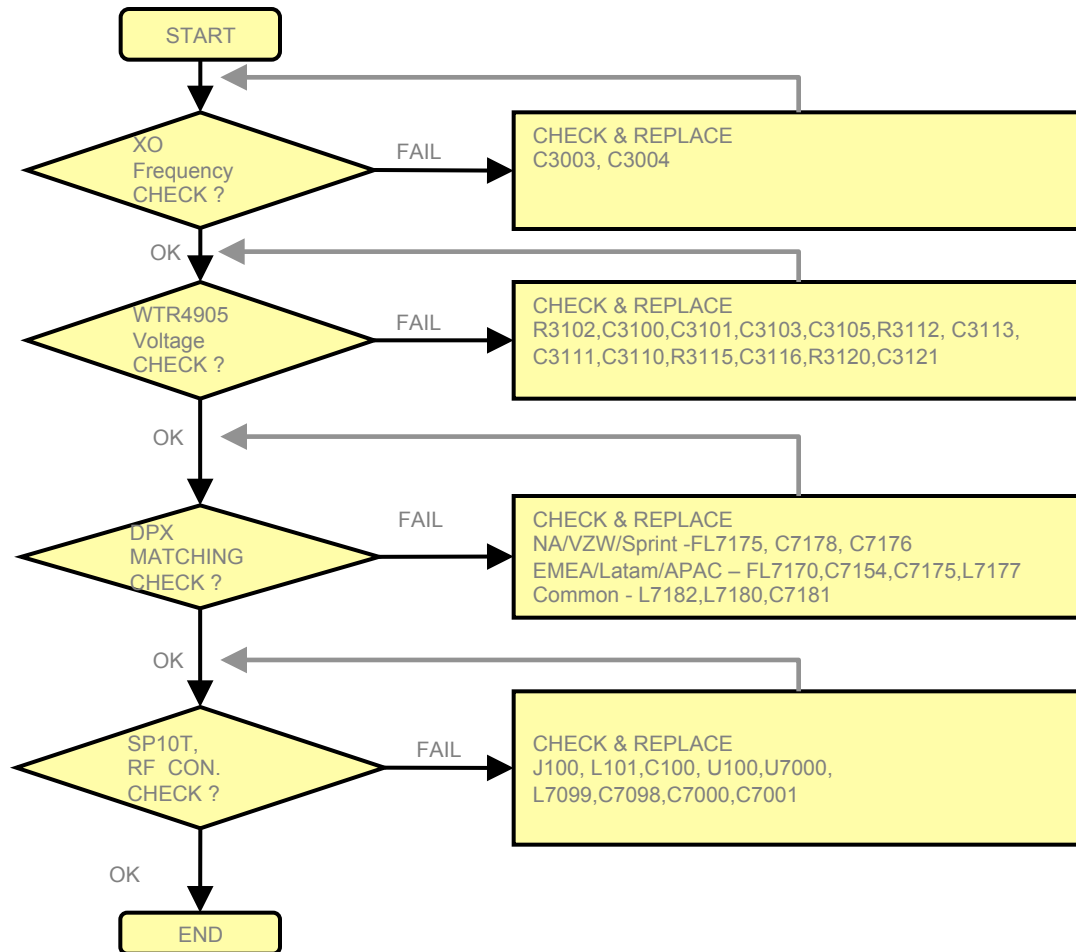 START
XO
Frequency
CHECK ?
FAIL
CHECK & REPLACE
C3003, C3004
OK
WTR4905
Voltage
CHECK ?
FAIL
CHECK & REPLACE
R3102,C3100,C3101,C3103,C3105,R3112, C3113,
C3111,C3110,R3115,C3116,R3120,C3121
OK
DPX
MATCHING
CHECK ?
FAIL
CHECK & REPLACE
NA/VZW/Sprint -FL7175, C7178, C7176
EMEA/Latam/APAC – FL7170,C7154,C7175,L7177
Common - L7182,L7180,C7181
OK
SP10T,
RF CON.
CHECK ?
FAIL
CHECK & REPLACE
J100, L101,C100, U100,U7000,
L7099,C7098,C7000,C7001
OK
END